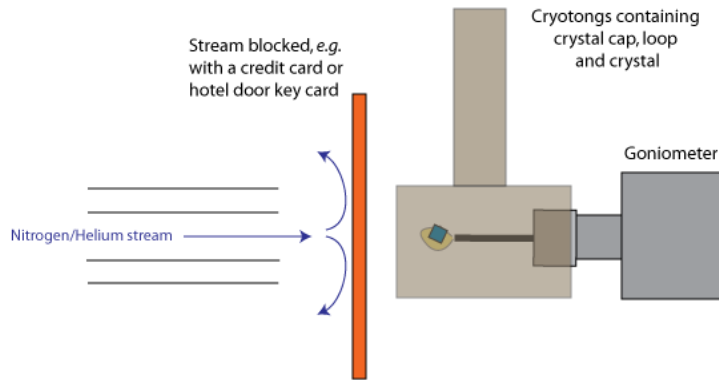 Stream blocked, e.g.
with a credit card or
hotel door key card
Cryotongs containing
crystal cap, loop
and crystal
Goniometer
Nitrogen/Helium stream